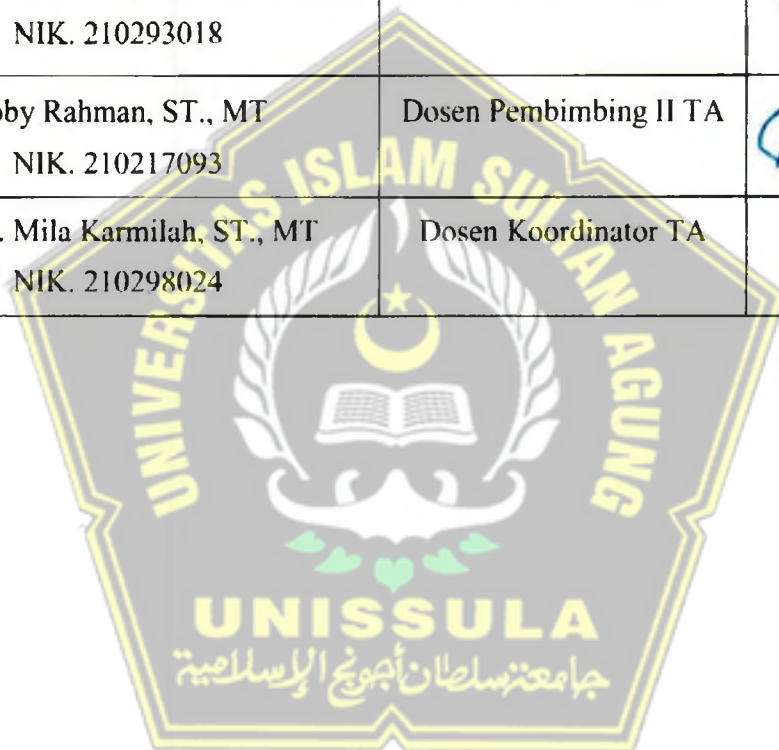 NIK. 210293018
by Rahman, ST., MT
Dosen Pembimbing II TA
NIK. 210217093
. Mila Karmilah, ST., MT
Dosen Koordinator TA
NIK. 210298024
UNIVERSITAS ISLAM SULTAN AGUNG
UNISSULA
جامعة سلطان أجونج الإسلامية